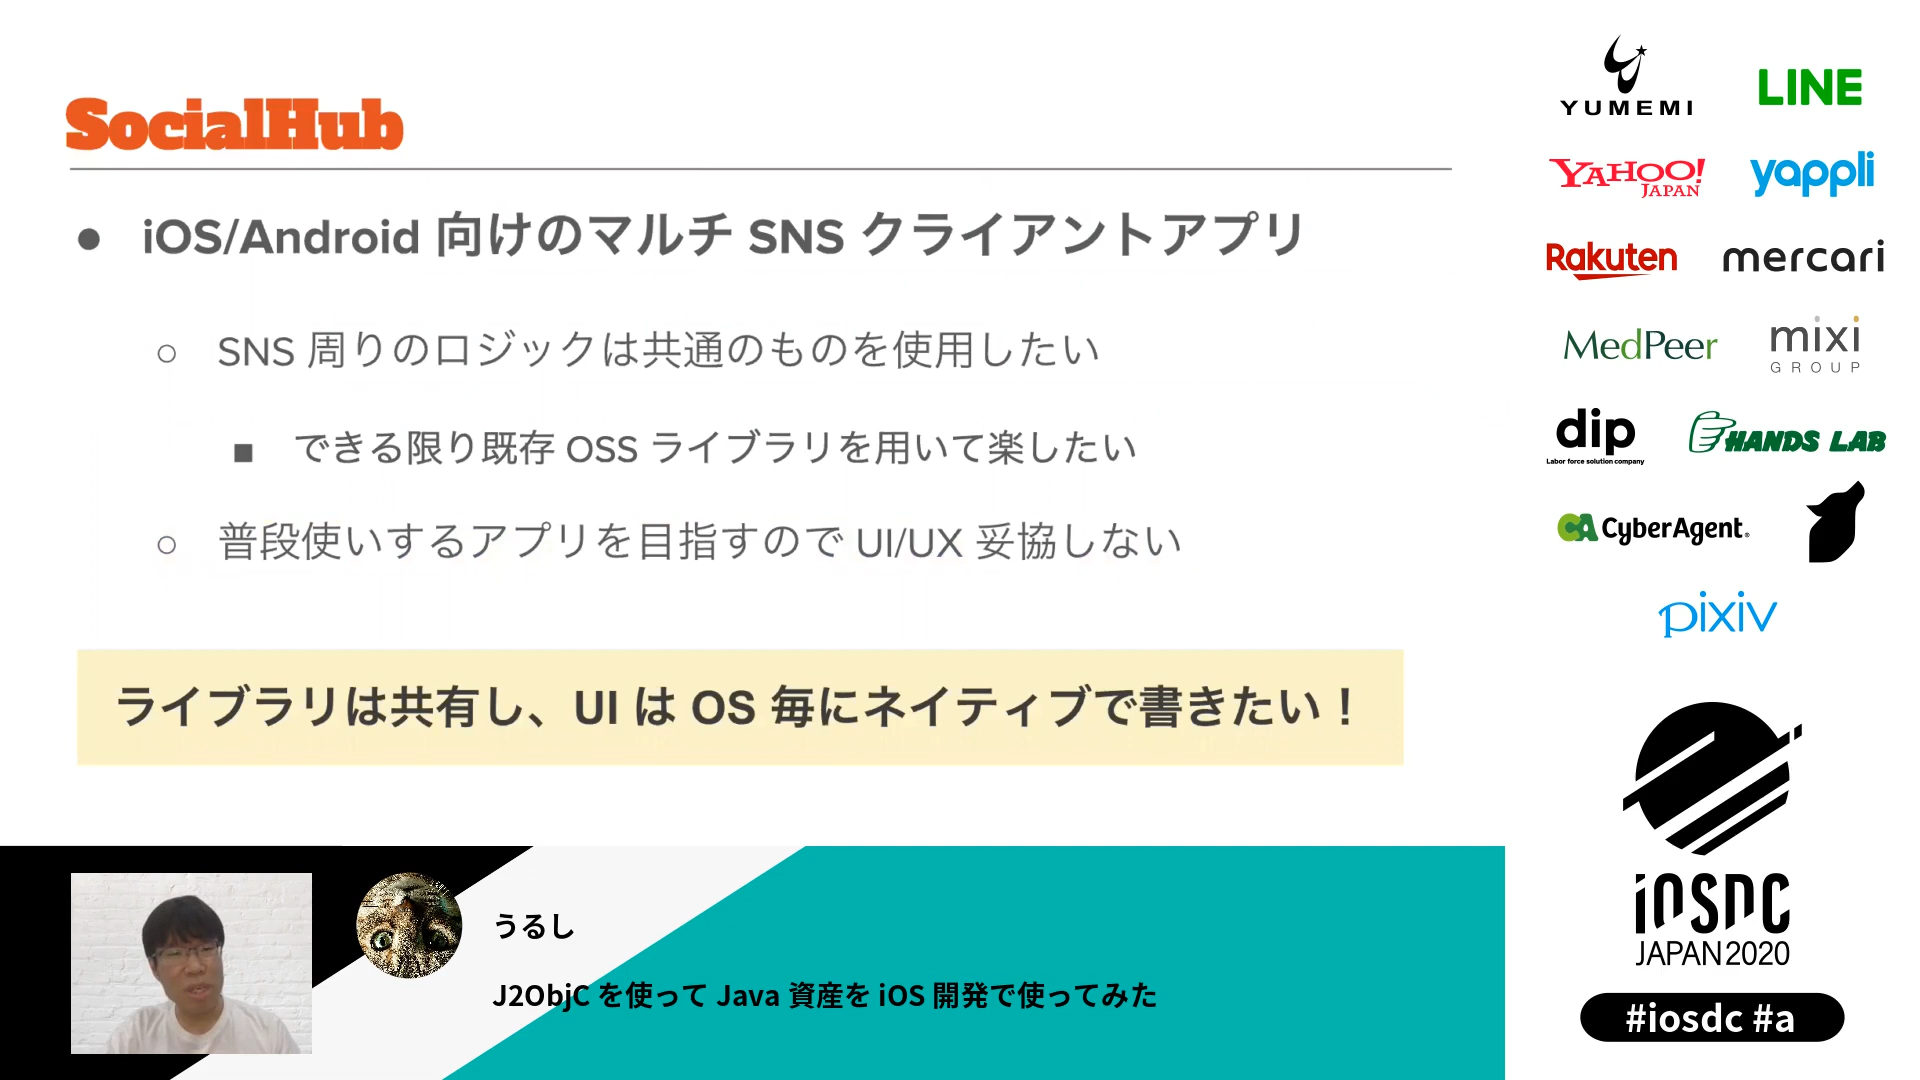 SocialHub
● iOS/Android 向けのマルチ SNS クライアントアプリ
○ SNS 周りのロジックは共通のものを使用したい
■ できる限り既存 OSS ライブラリを用いて楽したい
○ 普段使いするアプリを目指すので UI/UX 妥協しない
ライブラリは共有し、UI は OS 毎にネイティブで書きたい！
うるし
J2ObjC を使って Java 資産を iOS 開発で使ってみた
YUMEMI
LINE
YAHOO!
JAPAN
yappli
Rakuten
mercari
MedPeer
mixi
GROUP
dip
Labor force solution company
HANDS LAB
CA CyberAgent
pixiv
iOSDC
JAPAN 2020
#iosdc #a